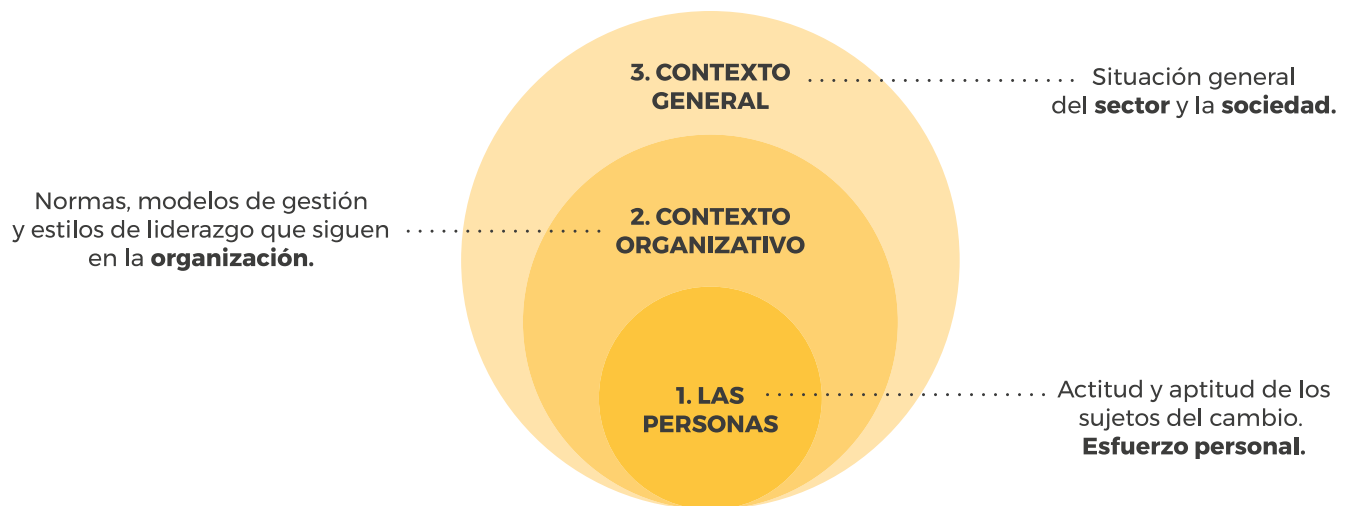 3. CONTEXTO
GENERAL
Situación general
del sector y la sociedad.
Normas, modelos de gestión
y estilos de liderazgo que siguen
en la organización.
2. CONTEXTO
ORGANIZATIVO
1. LAS
PERSONAS
Actitud y aptitud de los
sujetos del cambio.
Esfuerzo personal.